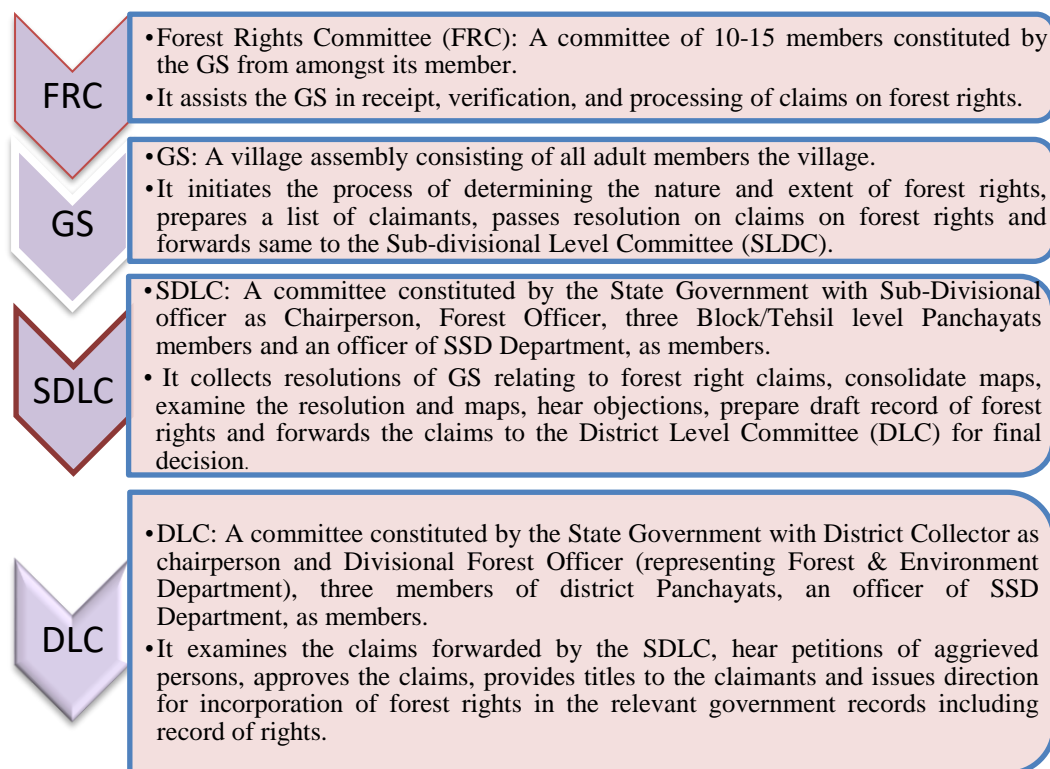 FRC
•Forest Rights Committee (FRC): A committee of 10-15 members constituted by
the GS from amongst its member.
•It assists the GS in receipt, verification, and processing of claims on forest rights.
GS
•GS: A village assembly consisting of all adult members the village.
•It initiates the process of determining the nature and extent of forest rights,
prepares a list of claimants, passes resolution on claims on forest rights and
forwards same to the Sub-divisional Level Committee (SLDC).
SDLC
•SDLC: A committee constituted by the State Government with Sub-Divisional
officer as Chairperson, Forest Officer, three Block/Tehsil level Panchayats
members and an officer of SSD Department, as members.
• It collects resolutions of GS relating to forest right claims, consolidate maps,
examine the resolution and maps, hear objections, prepare draft record of forest
rights and forwards the claims to the District Level Committee (DLC) for final
decision.
DLC
•DLC: A committee constituted by the State Government with District Collector as
chairperson and Divisional Forest Officer (representing Forest & Environment
Department), three members of district Panchayats, an officer of SSD
Department, as members.
•It examines the claims forwarded by the SDLC, hear petitions of aggrieved
persons, approves the claims, provides titles to the claimants and issues direction
for incorporation of forest rights in the relevant government records including
record of rights.